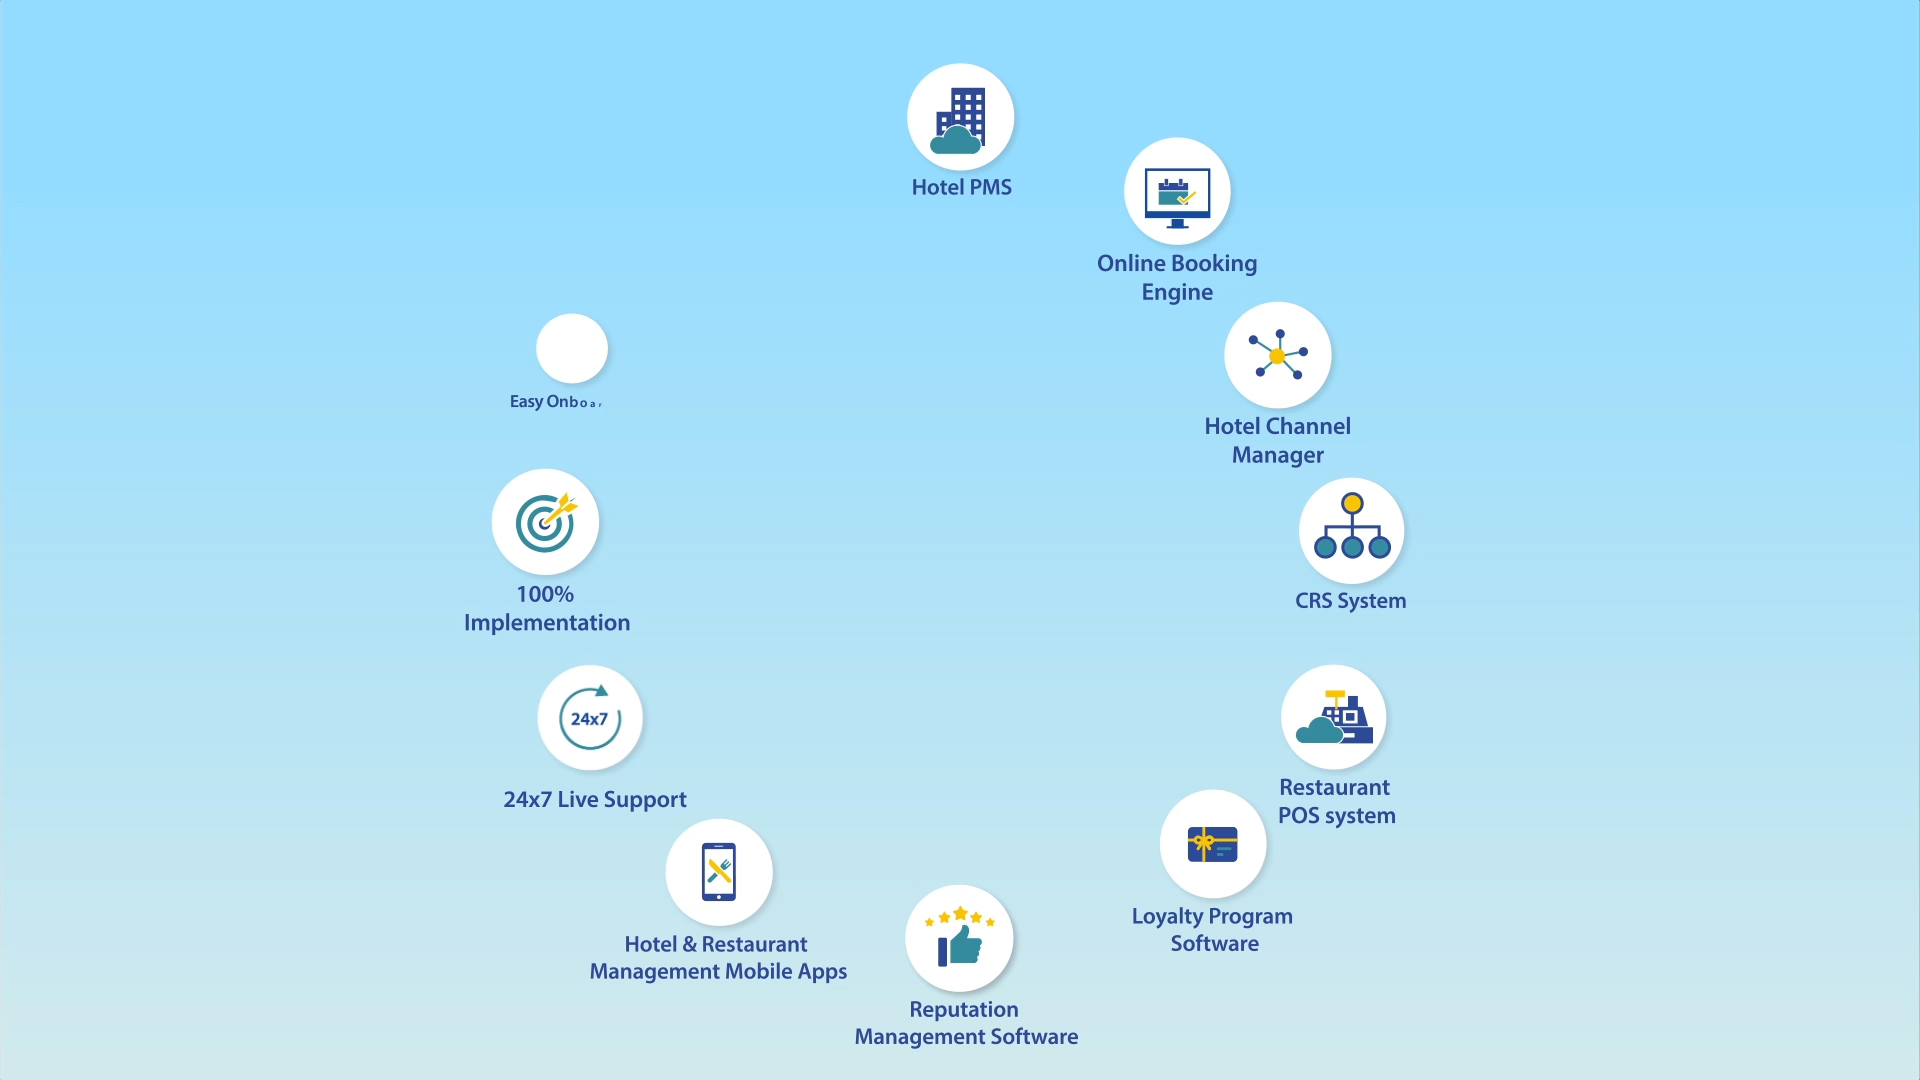 Hotel PMS
Online Booking
Engine
Hotel Channel
Manager
CRS System
Restaurant
POS system
Loyalty Program
Software
Reputation
Management Software
Hotel & Restaurant
Management Mobile Apps
24x7
24x7 Live Support
100%
Implementation
Easy Onboar